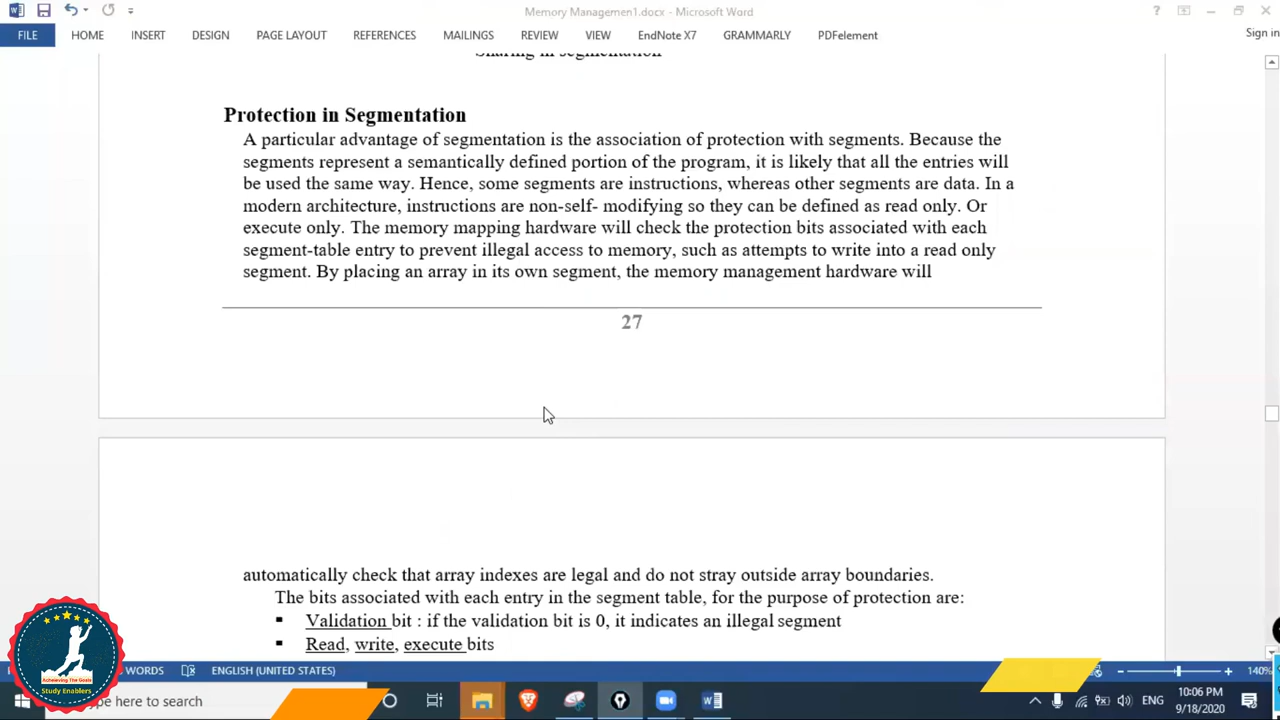 Memory Managemen1.docx - Microsoft Word
?
FILE HOME INSERT DESIGN PAGE LAYOUT REFERENCES MAILINGS REVIEW VIEW EndNote X7 GRAMMARLY PDFelement Sign in
Sharing in segmentation
Protection in Segmentation
A particular advantage of segmentation is the association of protection with segments. Because the
segments represent a semantically defined portion of the program, it is likely that all the entries will
be used the same way. Hence, some segments are instructions, whereas other segments are data. In a
modern architecture, instructions are non-self- modifying so they can be defined as read only. Or
execute only. The memory mapping hardware will check the protection bits associated with each
segment-table entry to prevent illegal access to memory, such as attempts to write into a read only
segment. By placing an array in its own segment, the memory management hardware will
27
automatically check that array indexes are legal and do not stray outside array boundaries.
The bits associated with each entry in the segment table, for the purpose of protection are:
▪ Validation bit : if the validation bit is 0, it indicates an illegal segment
▪ Read, write, execute bits
WORDS ENGLISH (UNITED STATES) 140%
Achieveing The Goals
Study Enablers
ype here to search
ENG
10:06 PM
9/18/2020